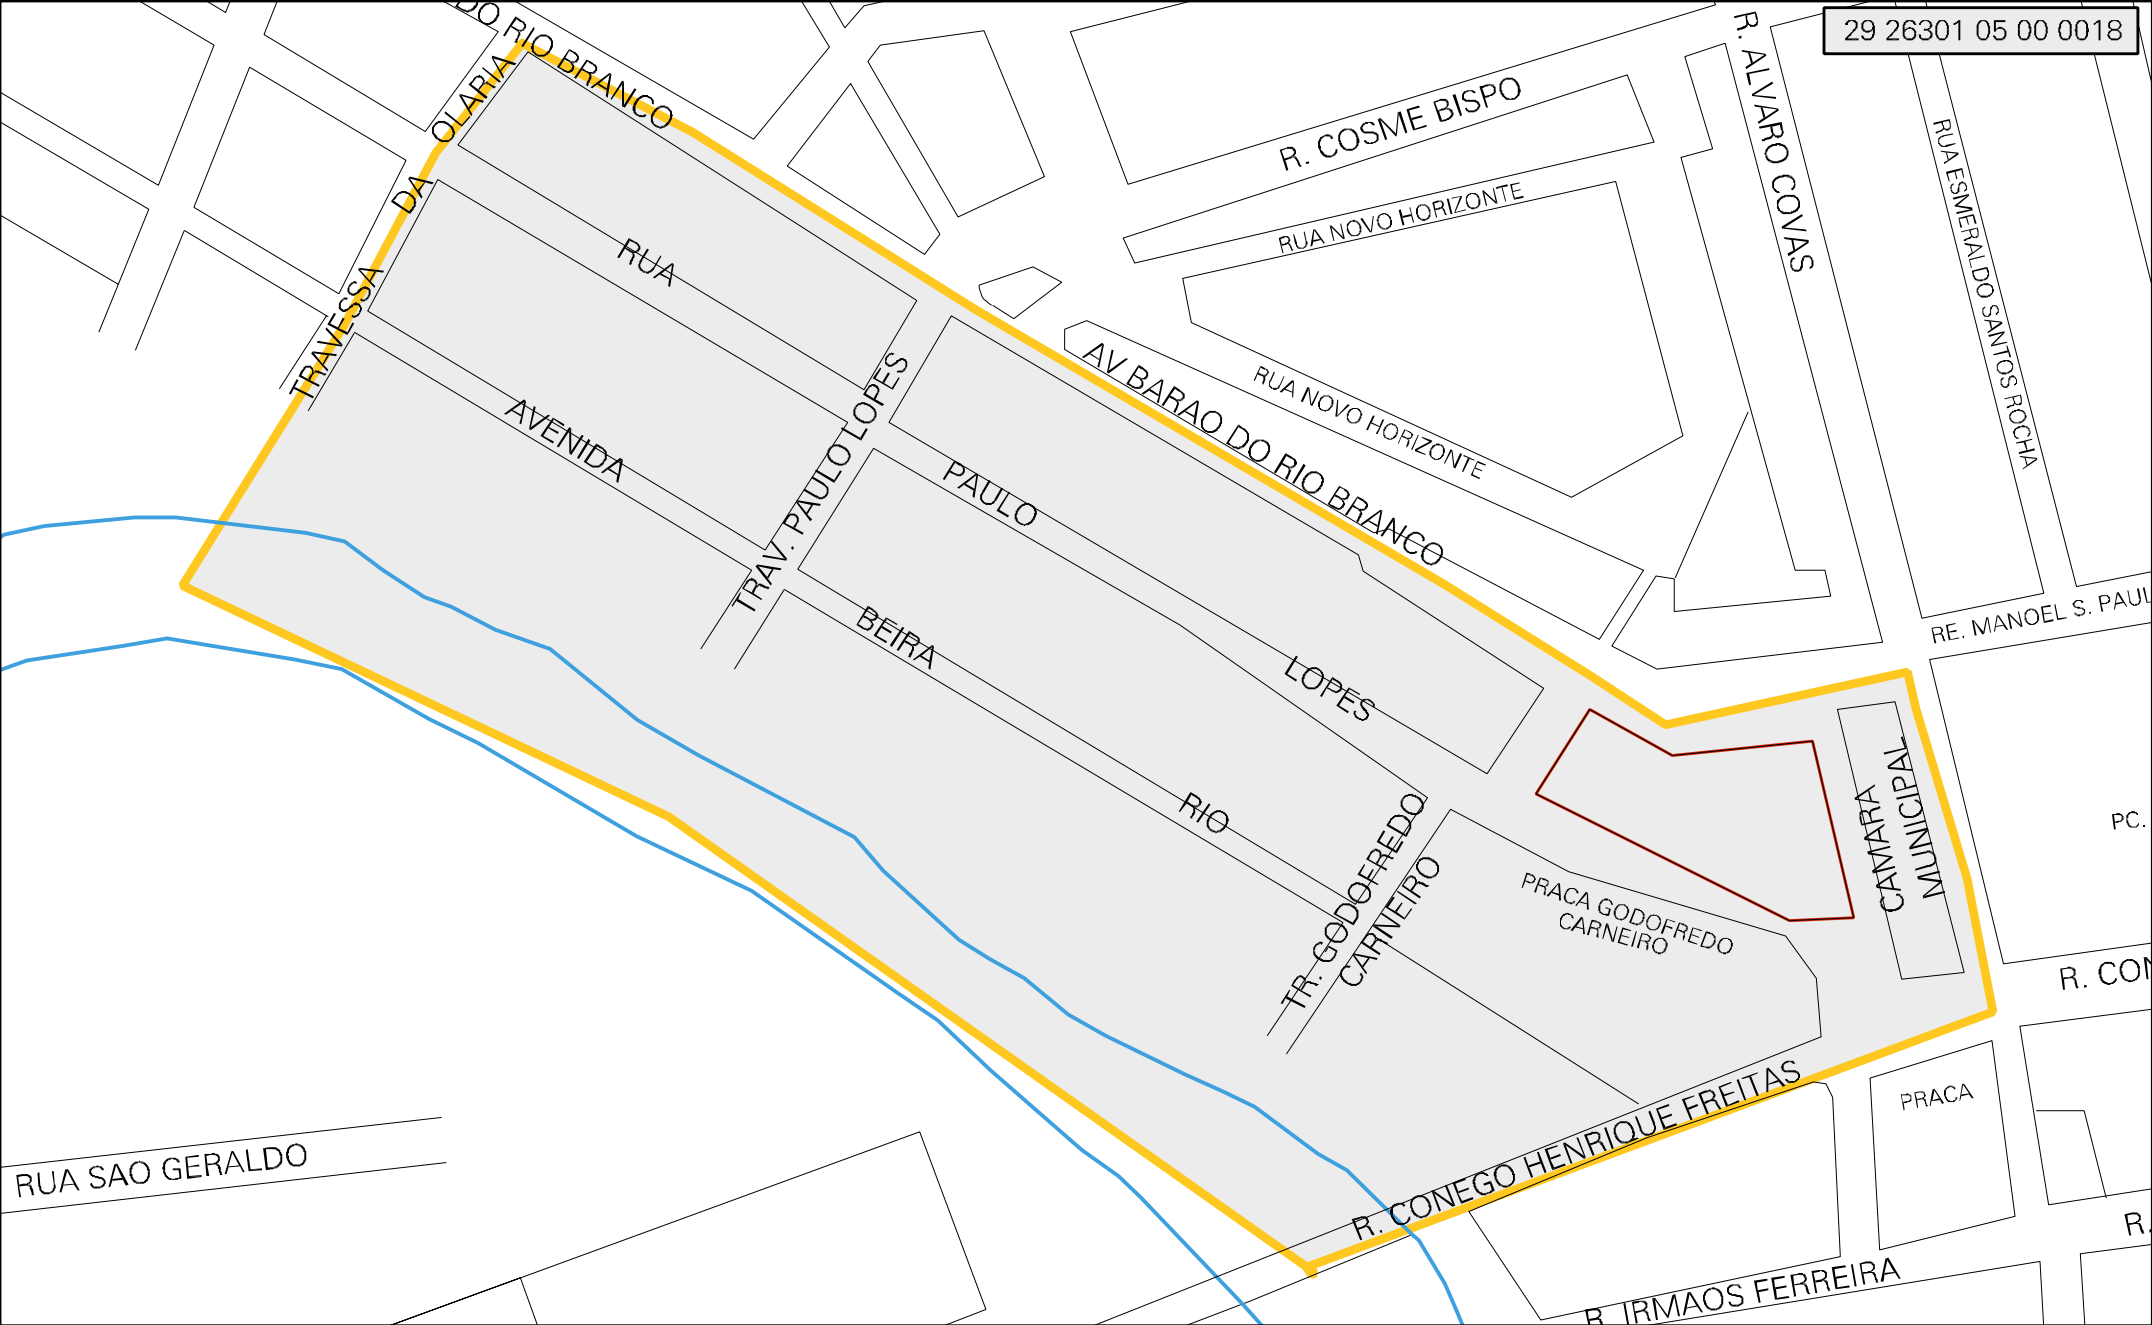 DO RIO BRANCO
29 26301 05 00 0018
R. ALVARO COVAS
R. COSME BISPO
RUA ESMERALDO SANTOS ROCHA
TRAVESSA DA OLARIA
RUA NOVO HORIZONTE
RUA
AV BARAO DO RIO BRANCO
RUA NOVO HORIZONTE
AVENIDA
TRAV. PAULO LOPES
PAULO
RE. MANOEL S. PAUL
BEIRA
LOPES
RIO
CAMARA
MUNICIPAL
PC.
TR. GODOFREDO
CARNEIRO
PRACA GODOFREDO
CARNEIRO
R. CON
PRACA
R. CONEGO HENRIQUE FREITAS
RUA SAO GERALDO
R.
R. IRMAOS FERREIRA